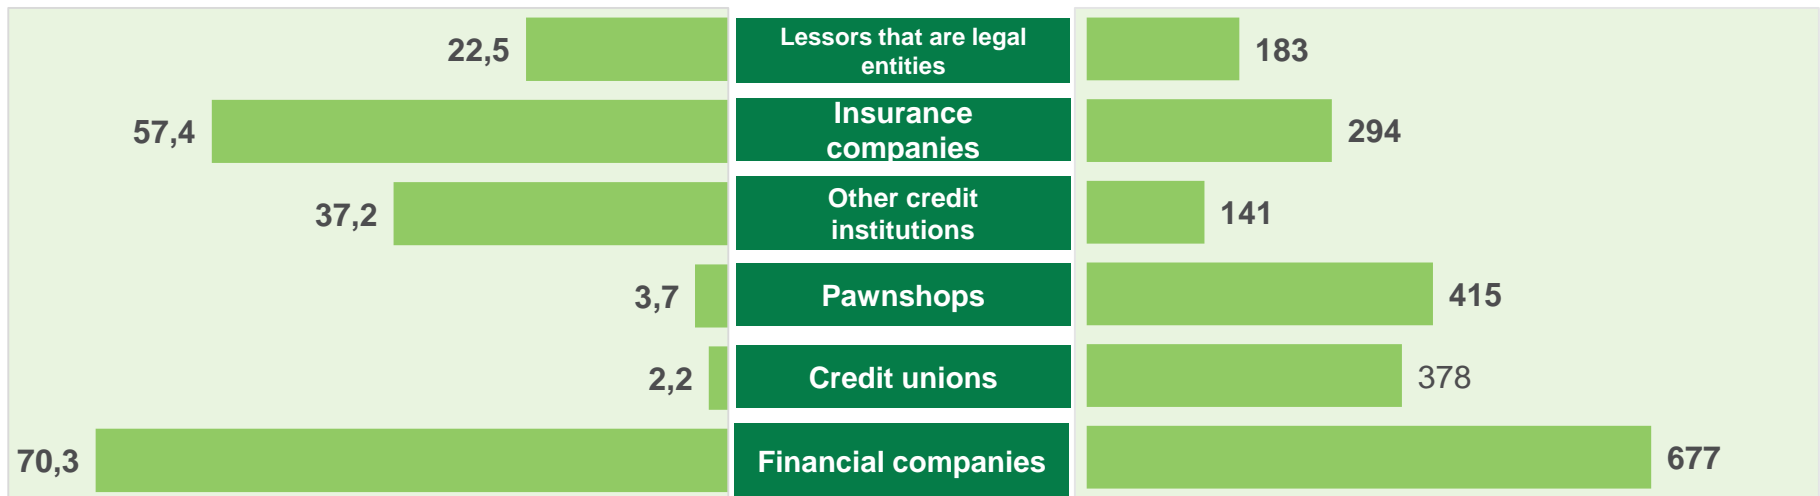 22,5
Lessors that are legal
entities
183
57,4
Insurance
companies
294
37,2
Other credit
institutions
141
3,7
Pawnshops
415
2,2
Credit unions
378
70,3
Financial companies
677